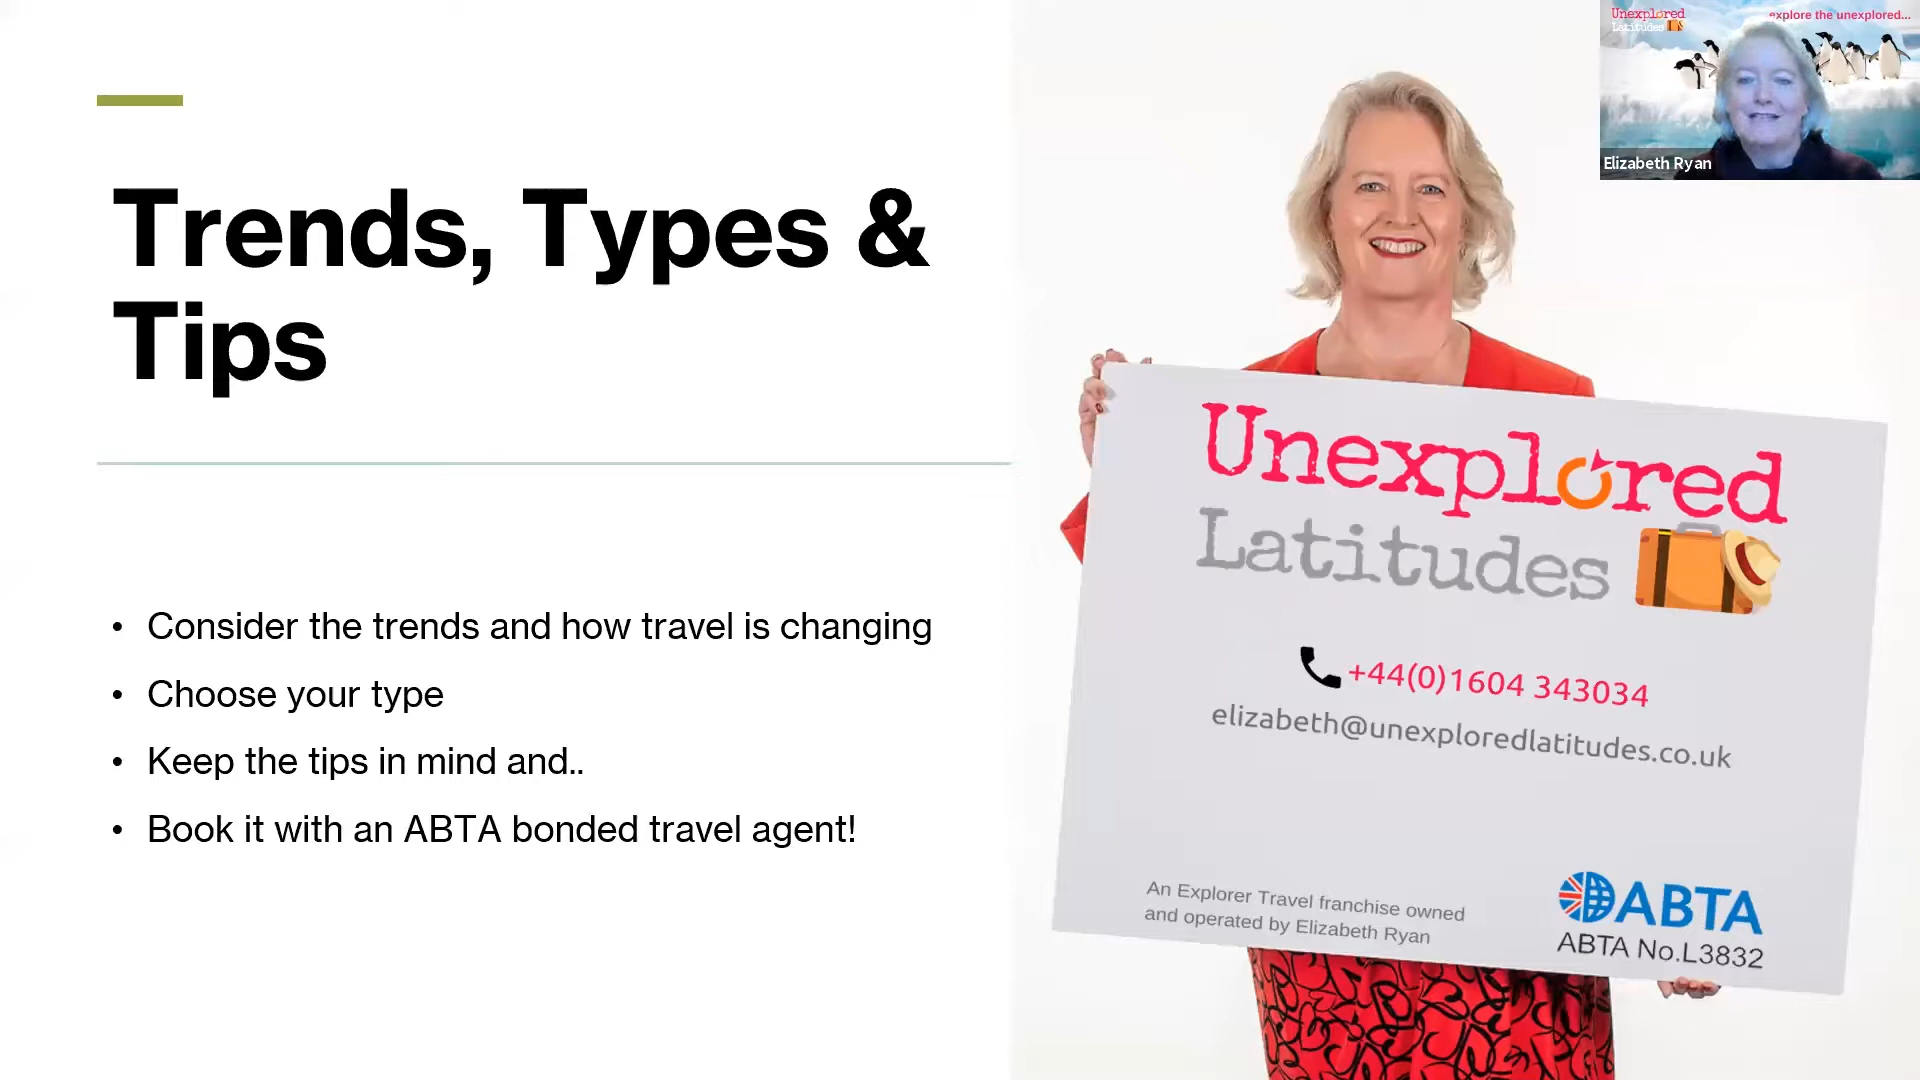 Trends, Types &
Tips
• Consider the trends and how travel is changing
• Choose your type
• Keep the tips in mind and..
• Book it with an ABTA bonded travel agent!
Unexplored
Latitudes
+44(0)1604 343034
elizabeth@unexploredlatitudes.co.uk
An Explorer Travel franchise owned
and operated by Elizabeth Ryan
ABTA
ABTA No.L3832
Unexplored
Latitudes
explore the unexplored...
Elizabeth Ryan